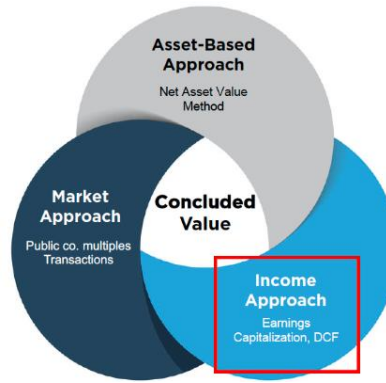 Asset-Based
Approach
Net Asset Value
Method
Market
Approach
Public co. multiples
Transactions
Concluded
Value
Income
Approach
Earnings
Capitalization, DCF